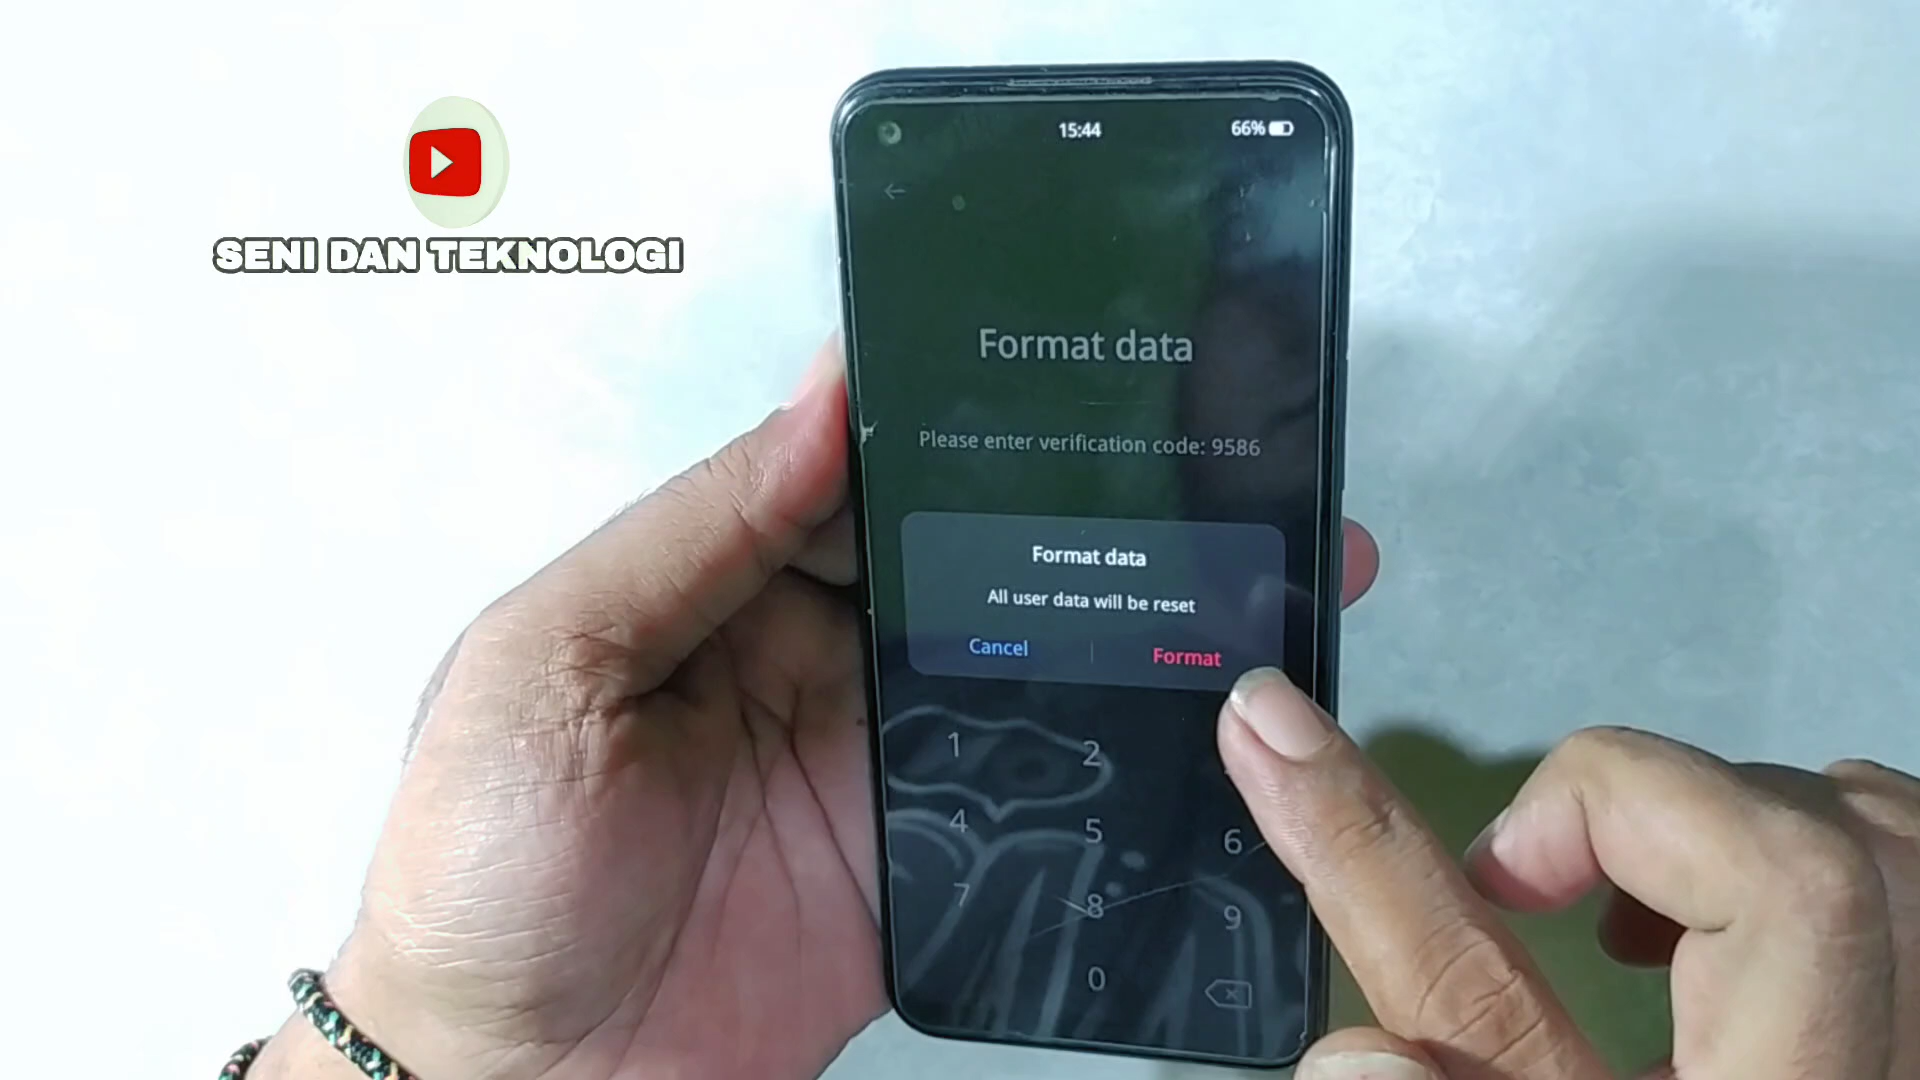 SENI DAN TEKNOLOGI
15:44
66%
Format data
Please enter verification code: 9586
Format data
All user data will be reset
Cancel
Format
1
2
4
5
6
7
8
9
0